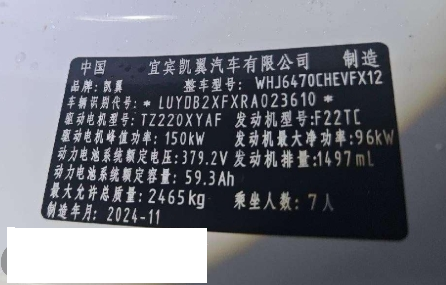 中国 宜宾凯翼汽车有限公司 制造
品牌:凯翼 整车型号:WHJ6470CHEVFX12
车辆识别代号:* LUYDB2XFXRA023610 *
驱动电机型号:TZ220XYAF 发动机型号:F22TC
驱动电机峰值功率:150kW 发动机最大净功率:96kW
动力电池系统额定电压:379.2V 发动机排量:1497mL
动力电池系统额定容量:59.3Ah
最大允许总质量:2465kg 乘坐人数:7人
制造年月:2024-11